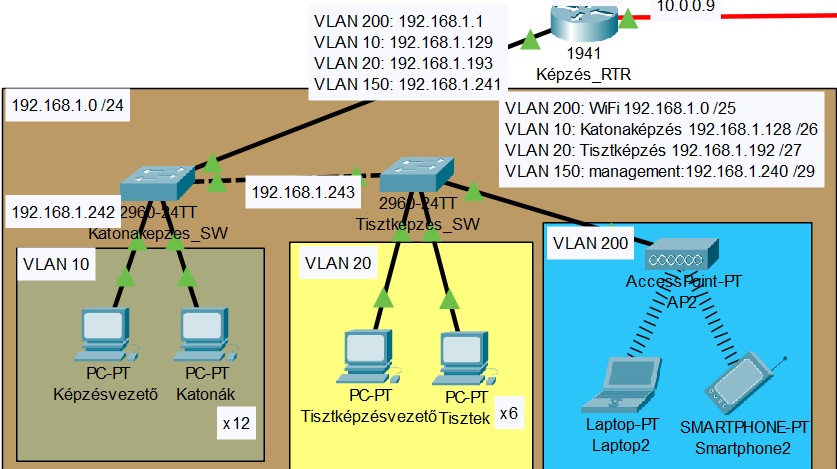 10.0.0.9
VLAN 200: 192.168.1.1
VLAN 10: 192.168.1.129
VLAN 20: 192.168.1.193
VLAN 150: 192.168.1.241
1941
Képzés_RTR
192.168.1.0 /24
VLAN 200: WiFi 192.168.1.0 /25
VLAN 10: Katonaképzés 192.168.1.128 /26
VLAN 20: Tisztképzés 192.168.1.192 /27
VLAN 150: management:192.168.1.240 /29
192.168.1.242
2960-24TT
Katonaképzés_SW
192.168.1.243
2960-24TT
Tisztképzés_SW
VLAN 10
PC-PT
Képzésvezető
PC-PT
Katonák
x12
VLAN 20
PC-PT
Tisztképzésvezető
PC-PT
Tisztek
x6
VLAN 200
AccessPoint-PT
AP2
Laptop-PT
Laptop2
SMARTPHONE-PT
Smartphone2